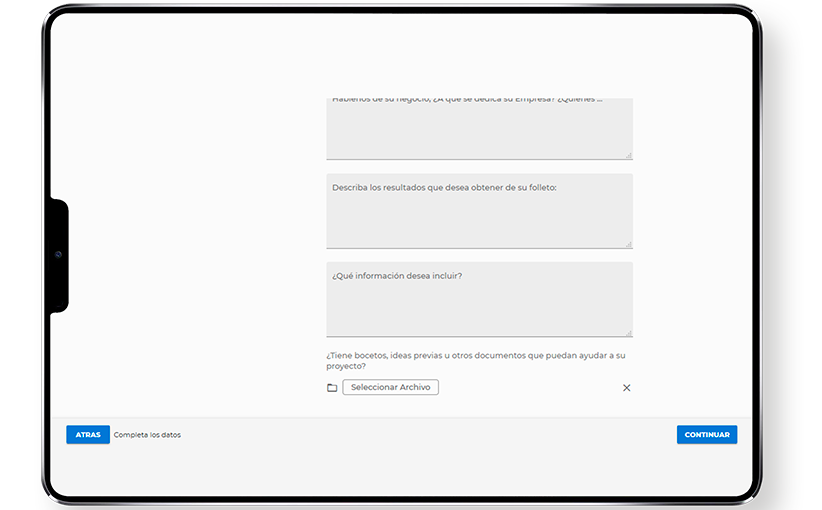 Háblenos de su negocio, ¿A qué se dedica su Empresa? ¿Quiénes ...
Describa los resultados que desea obtener de su folleto:
¿Qué información desea incluir?
¿Tiene bocetos, ideas previas u otros documentos que puedan ayudar a su
proyecto?
Seleccionar Archivo
ATRAS Completa los datos
CONTINUAR